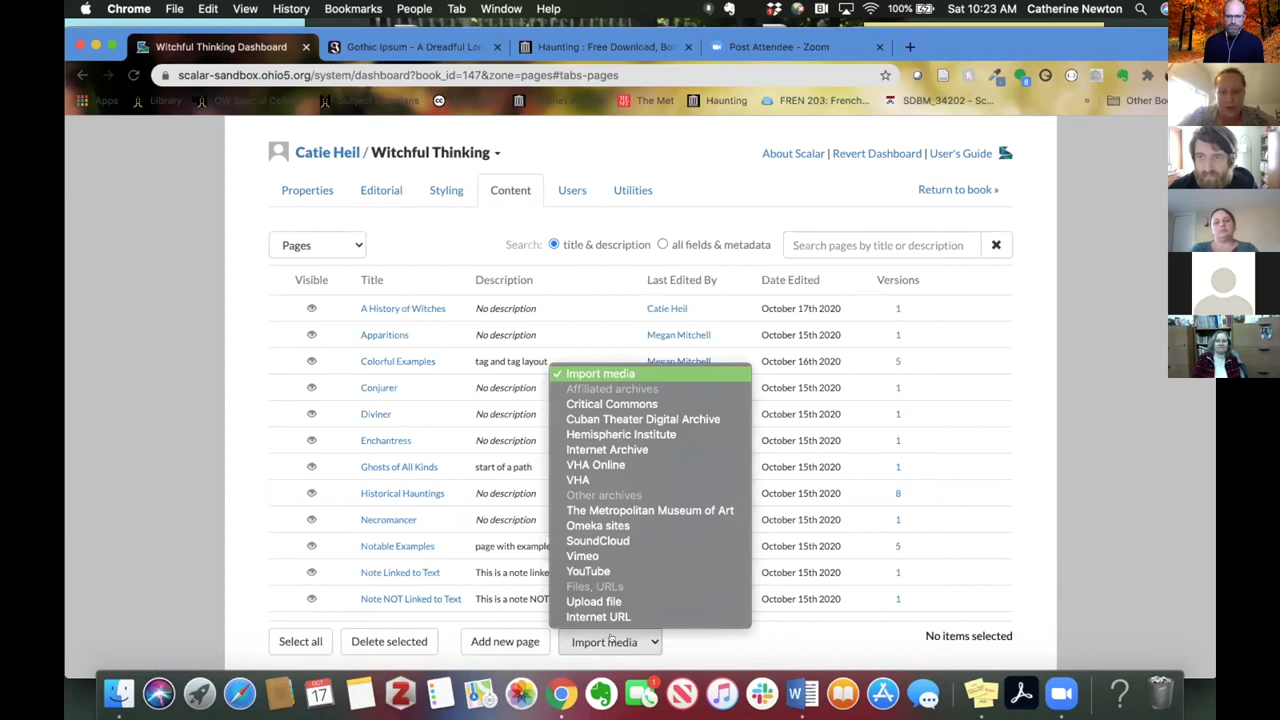 Chrome File Edit View History Bookmarks People Tab Window Help 100% Sat 10:23 AM Catherine Newton
Witchful Thinking Dashboard Gothic Ipsum - A Dreadful Lor Haunting : Free Download, Bor Post Attendee - Zoom
scalar-sandbox.ohio5.org/system/dashboard?book_id=147&zone=pages#tabs-pages
Apps Library OW Special Subject The Met Haunting FREN 203: French... SDBM_34202 - Sc... » Other Bo
Catie Heil / Witchful Thinking
About Scalar | Revert Dashboard | User's Guide
Properties Editorial Styling Content Users Utilities Return to book »
Pages Search: title & description all fields & metadata Search pages by title or description
Visible Title Description Last Edited By Date Edited Versions
A History of Witches No description Catie Heil October 17th 2020 1
Apparitions No description Megan Mitchell October 15th 2020 1
Colorful Examples tag and tag layout Megan Mitchell October 16th 2020 5
Conjurer No description October 15th 2020 1
Diviner No description October 15th 2020 1
Enchantress No description October 15th 2020 1
Ghosts of All Kinds start of a path October 15th 2020 1
Historical Hauntings No description October 15th 2020 8
Necromancer No description October 15th 2020 1
Notable Examples page with example October 15th 2020 5
Note Linked to Text This is a note linke October 15th 2020 1
Note NOT Linked to Text This is a note NOT October 15th 2020 1
Import media
Affiliated archives
Critical Commons
Cuban Theater Digital Archive
Hemispheric Institute
Internet Archive
VHA Online
VHA
Other archives
The Metropolitan Museum of Art
Omeka sites
SoundCloud
Vimeo
YouTube
Files, URLs
Upload file
Internet URL
Select all Delete selected Add new page Import media No items selected
OCT
17
1